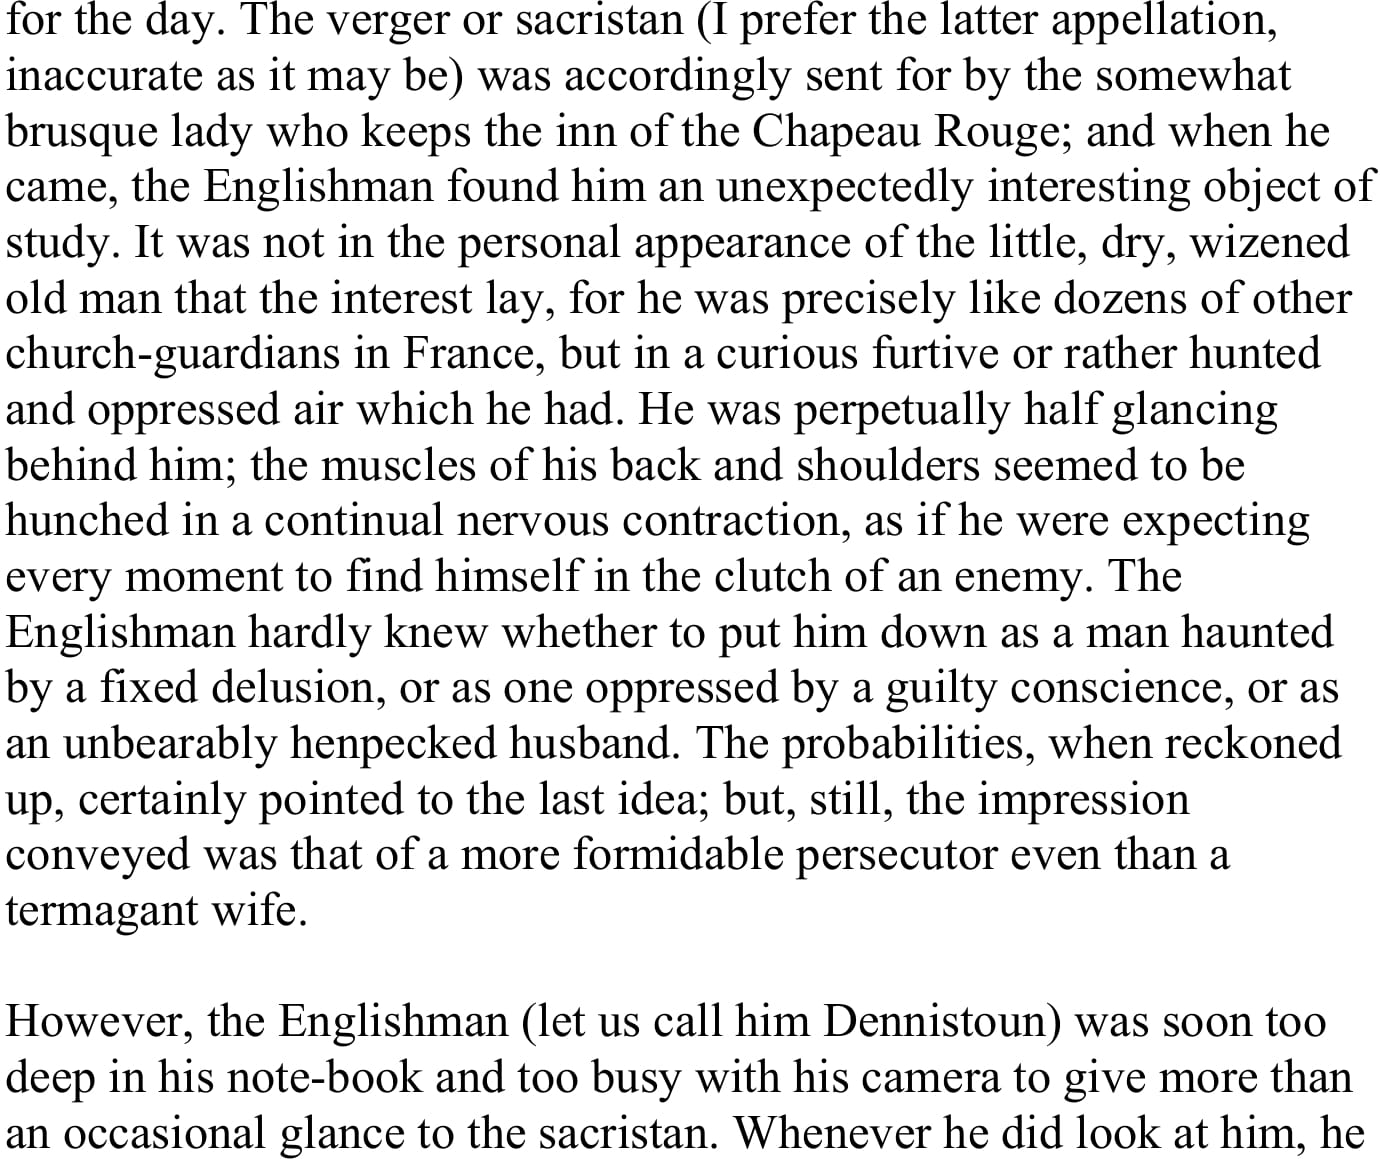 for the day. The verger or sacristan (I prefer the latter appellation,
inaccurate as it may be) was accordingly sent for by the somewhat
brusque lady who keeps the inn of the Chapeau Rouge; and when he
came, the Englishman found him an unexpectedly interesting object of
study. It was not in the personal appearance of the little, dry, wizened
old man that the interest lay, for he was precisely like dozens of other
church-guardians in France, but in a curious furtive or rather hunted
and oppressed air which he had. He was perpetually half glancing
behind him; the muscles of his back and shoulders seemed to be
hunched in a continual nervous contraction, as if he were expecting
every moment to find himself in the clutch of an enemy. The
Englishman hardly knew whether to put him down as a man haunted
by a fixed delusion, or as one oppressed by a guilty conscience, or as
an unbearably henpecked husband. The probabilities, when reckoned
up, certainly pointed to the last idea; but, still, the impression
conveyed was that of a more formidable persecutor even than a
termagant wife.
However, the Englishman (let us call him Dennistoun) was soon too
deep in his note-book and too busy with his camera to give more than
an occasional glance to the sacristan. Whenever he did look at him, he